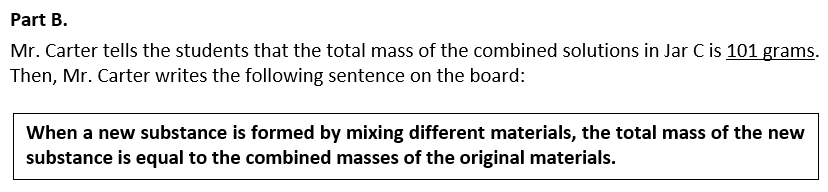 Part B.
Mr. Carter tells the students that the total mass of the combined solutions in Jar C is 101 grams.
Then, Mr. Carter writes the following sentence on the board:
When a new substance is formed by mixing different materials, the total mass of the new
substance is equal to the combined masses of the original materials.